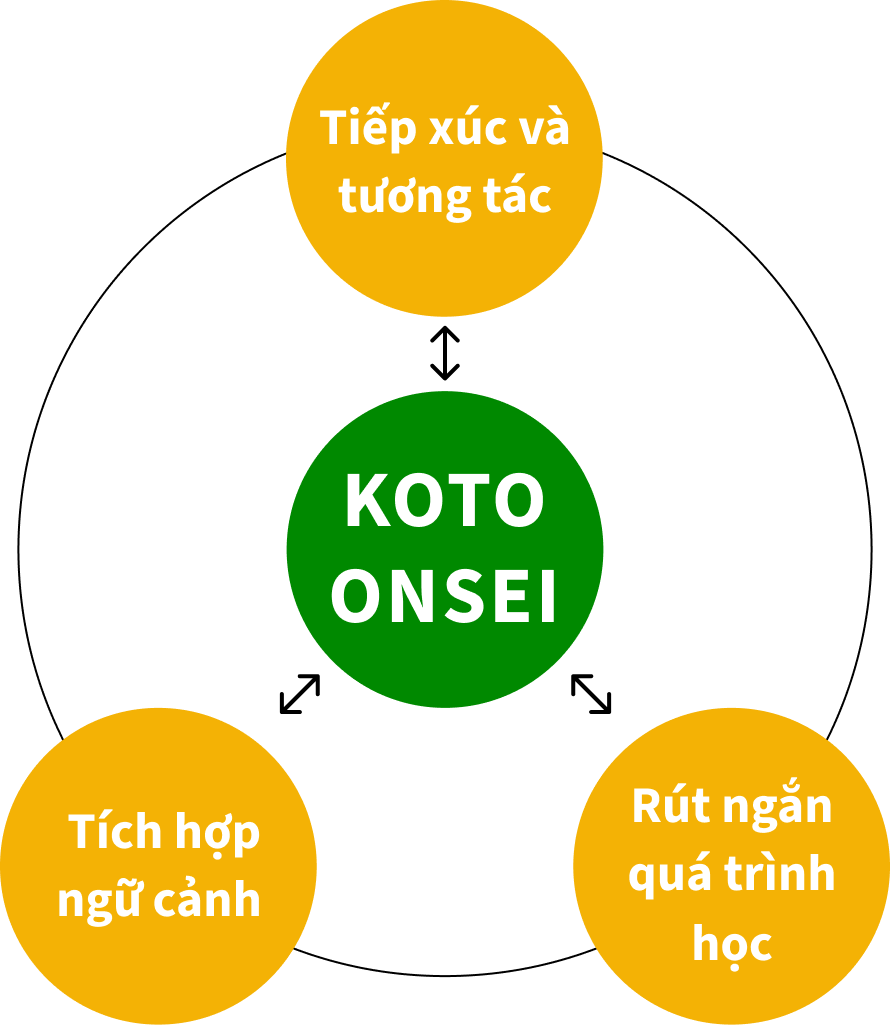 Tiếp xúc và
tương tác
KOTO
ONSEI
Tích hợp
ngữ cảnh
Rút ngắn
quá trình
học